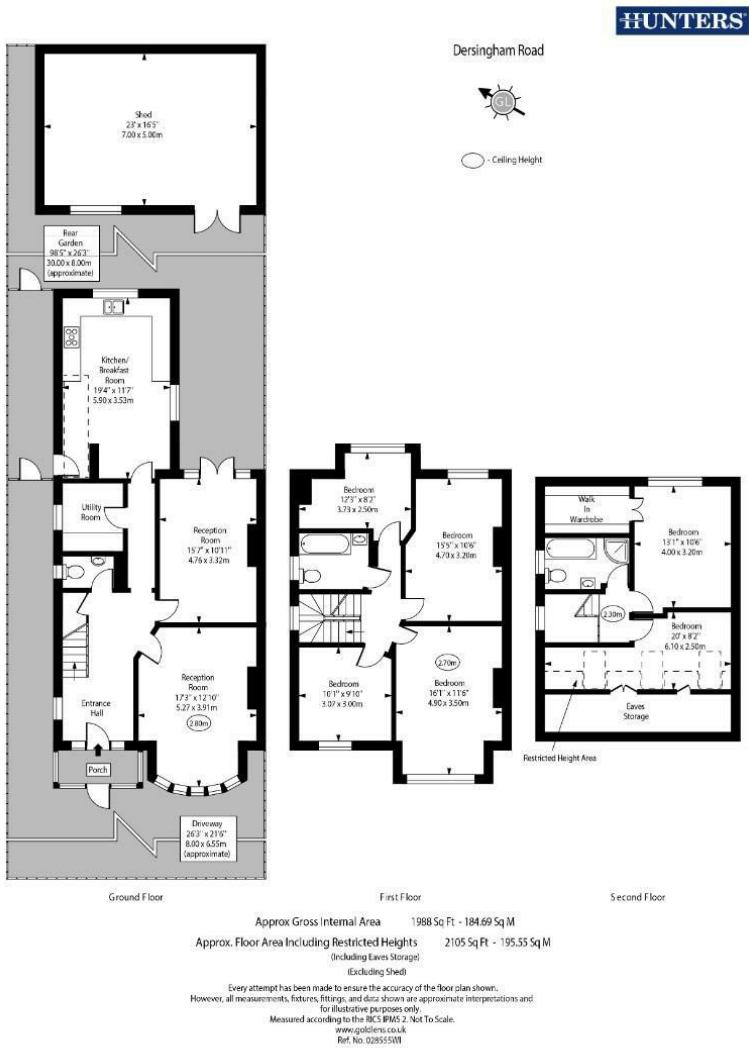 HUNTERS
Dersingham Road
GL
- Ceiling Height
Shed
23' x 16'5"
7.00 x 5.00m
Rear
Garden
98'5" x 26'3"
30.00 x 8.00m
(approximate)
Kitchen/
Breakfast
Room
19'4" x 11'7"
5.90 x 3.53m
Utility
Room
Reception
Room
15'7" x 10'11"
4.76 x 3.32m
Reception
Room
17'3" x 12'10"
5.27 x 3.91m
2.80m
Entrance
Hall
Porch
Driveway
26'3" x 21'6"
8.00 x 6.55m
(approximate)
Bedroom
12'3" x 8'2"
3.73 x 2.50m
Bedroom
15'5" x 10'6"
4.70 x 3.20m
Bedroom
10'1" x 9'10"
3.07 x 3.00m
2.70m
Bedroom
16'1" x 11'6"
4.90 x 3.50m
Walk
In
Wardrobe
Bedroom
13'1" x 10'6"
4.00 x 3.20m
2.30m
Bedroom
20' x 8'2"
6.10 x 2.50m
Eaves
Storage
Restricted Height Area
Ground Floor
First Floor
Second Floor
Approx Gross Internal Area 1988 Sq Ft - 184.69 Sq M
Approx. Floor Area Including Restricted Heights 2105 Sq Ft - 195.55 Sq M
(Including Eaves Storage)
(Excluding Shed)
Every attempt has been made to ensure the accuracy of the floor plan shown.
However, all measurements, fixtures, fittings, and data shown are approximate interpretations and
for illustrative purposes only.
Measured according to the RICS IPMS 2. Not To Scale.
www.goldlens.co.uk
Ref. No. 028555WI